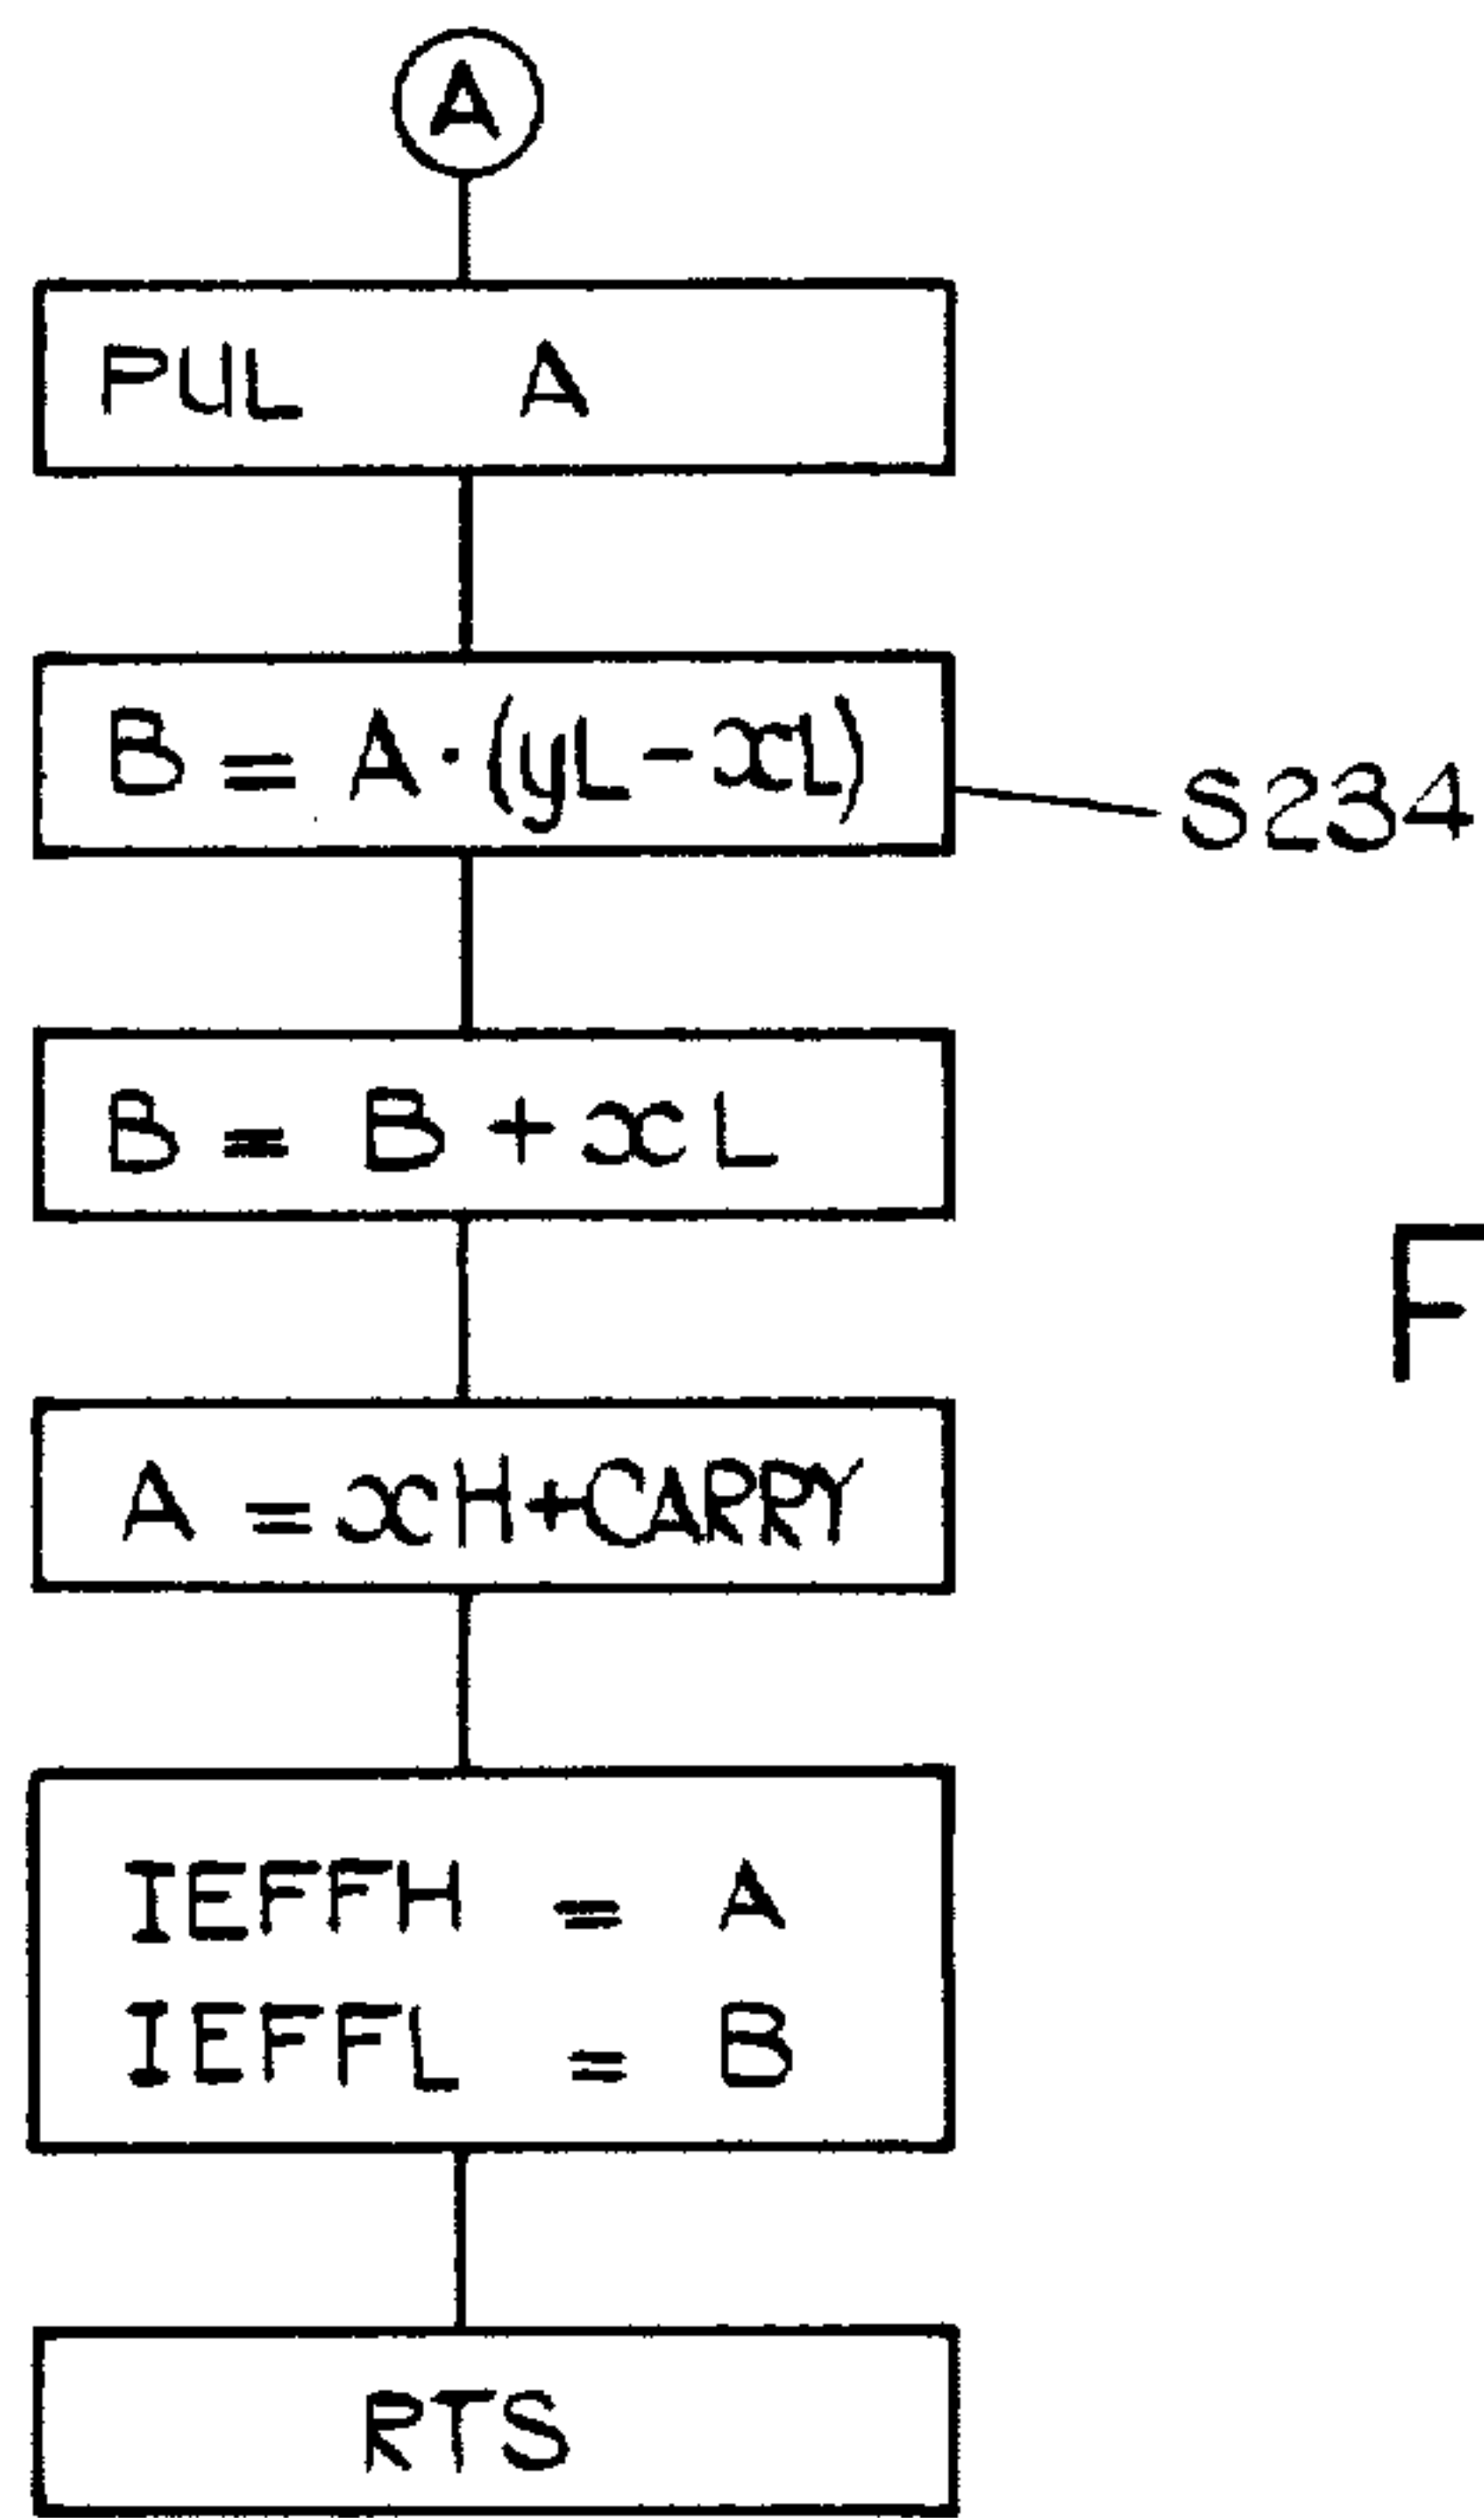 A
PUL A
B = A · (yL - xL)
S234
B = B + xL
F
A = xH + CARRY
IEFFH = A
IEFFL = B
RTS